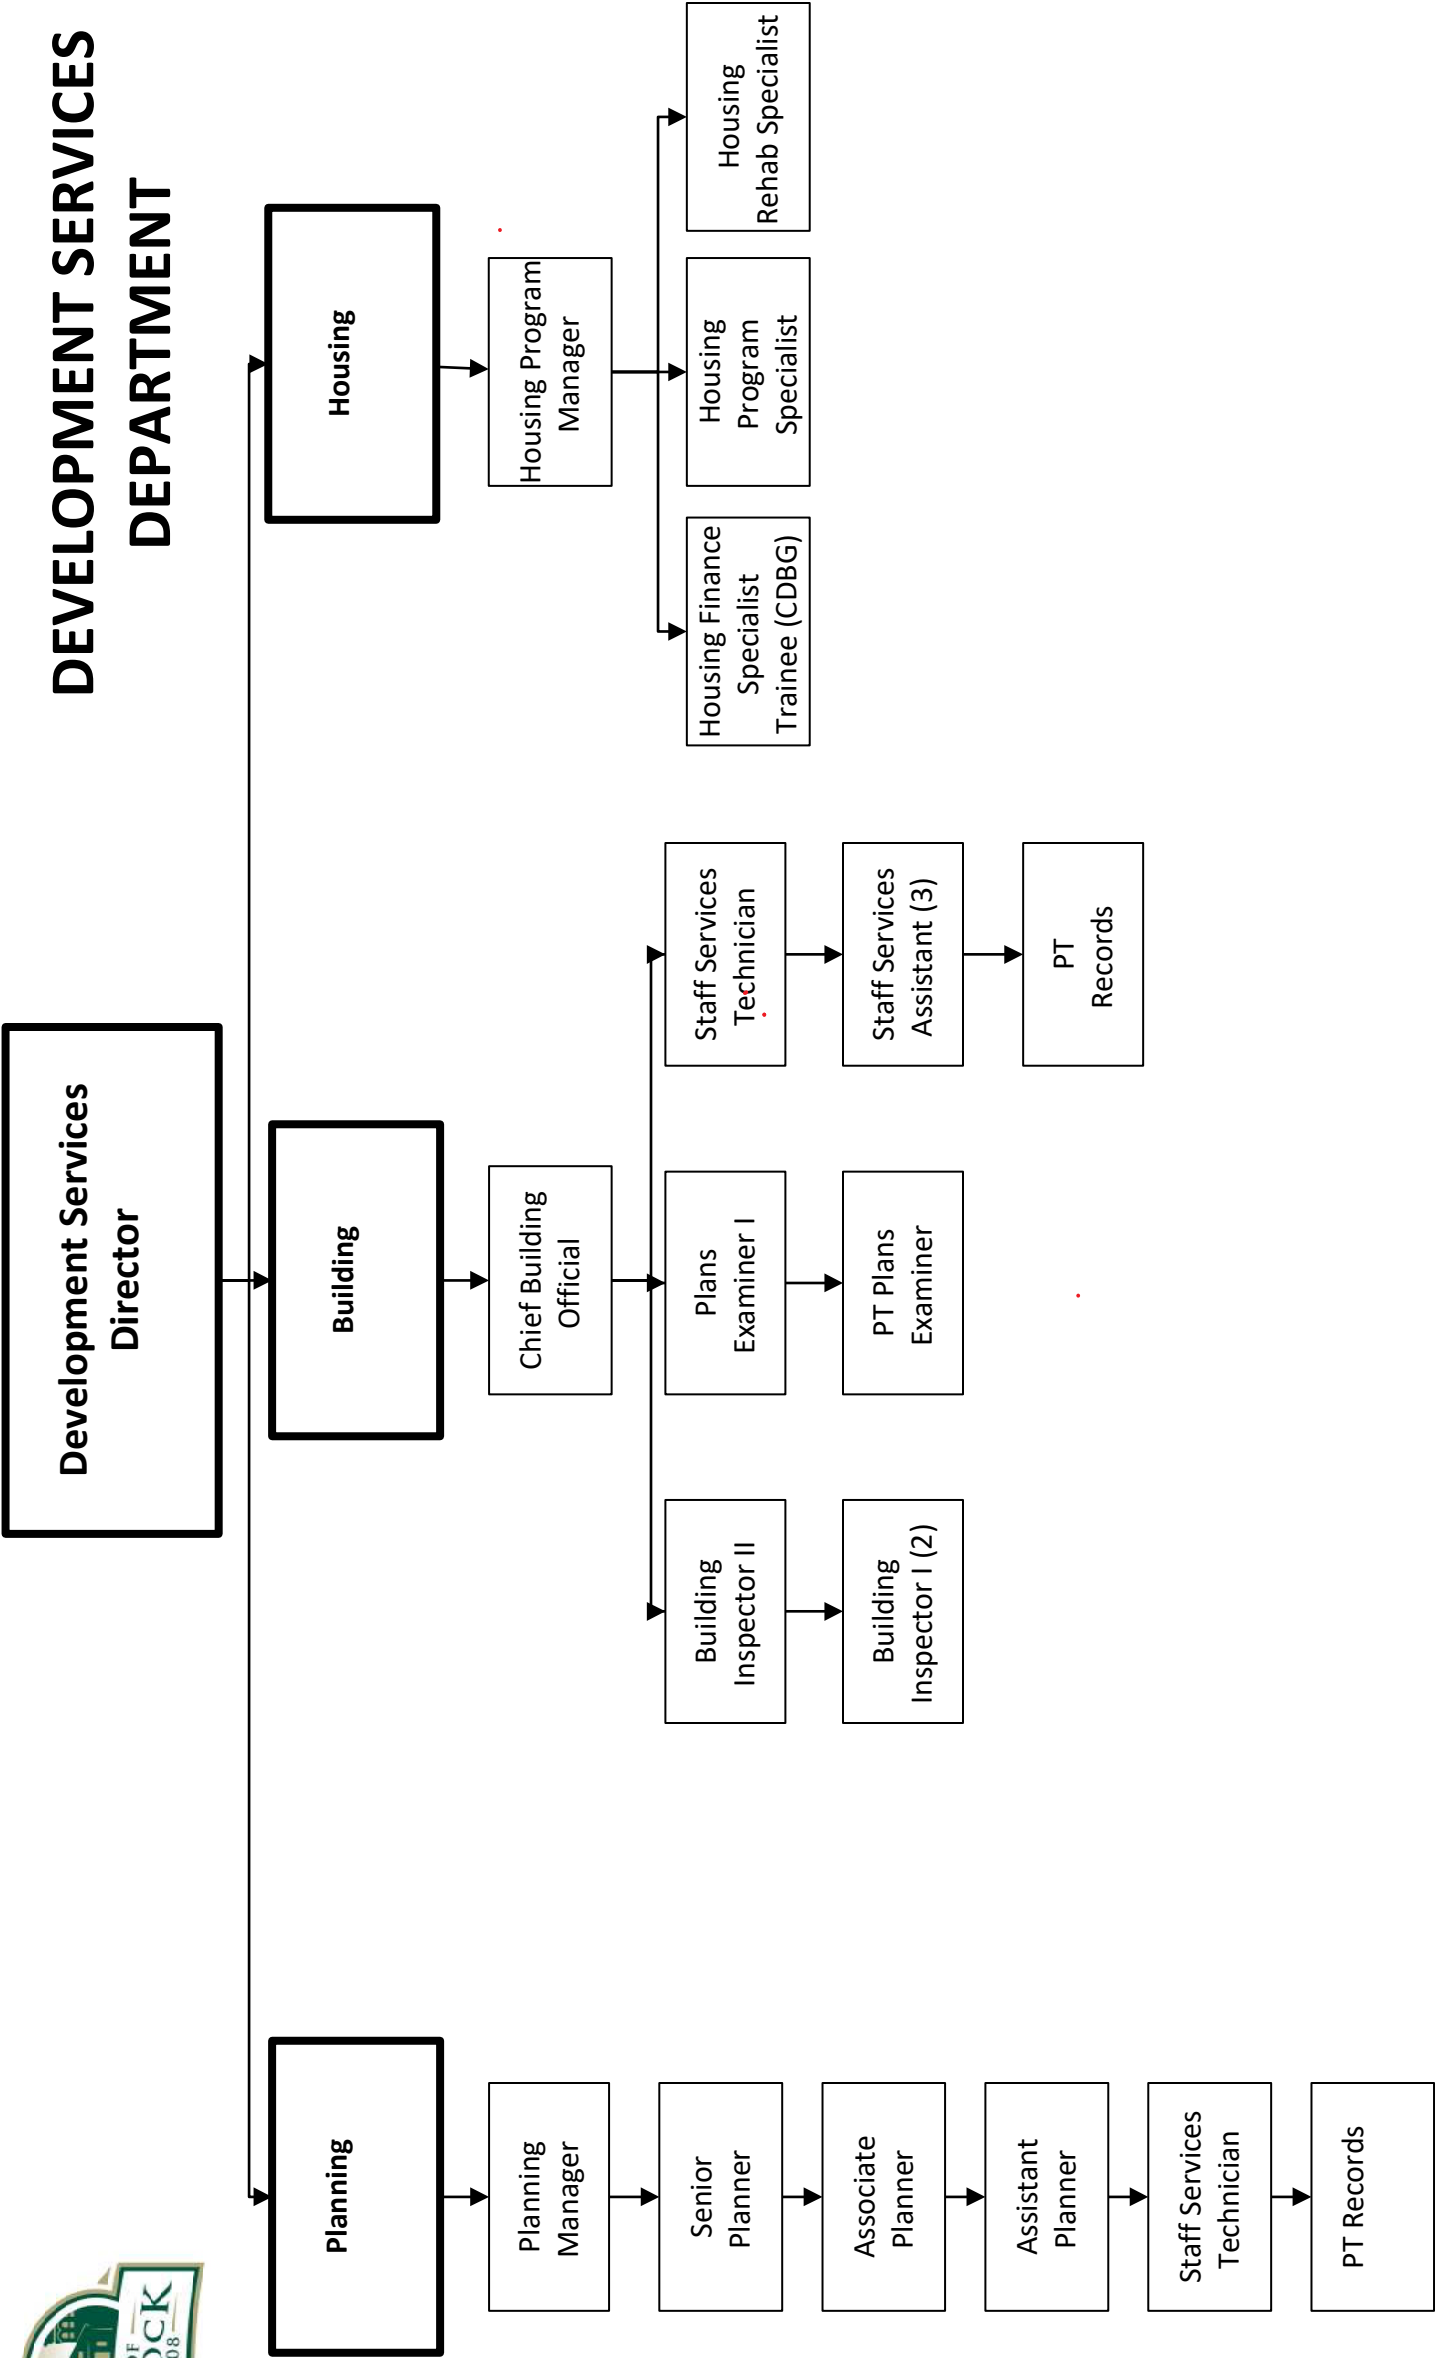 OF
OCK
08
DEVELOPMENT SERVICES
DEPARTMENT
Development Services
Director
Planning
Building
Housing
Planning
Manager
Senior
Planner
Associate
Planner
Assistant
Planner
Staff Services
Technician
PT Records
Chief Building
Official
Building
Inspector II
Building
Inspector I (2)
Plans
Examiner I
PT Plans
Examiner
Staff Services
Technician
Staff Services
Assistant (3)
PT
Records
Housing Program
Manager
Housing Finance
Specialist
Trainee (CDBG)
Housing
Program
Specialist
Housing
Rehab Specialist